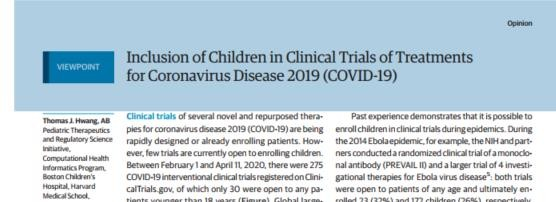 Opinion
VIEWPOINT
Inclusion of Children in Clinical Trials of Treatments
for Coronavirus Disease 2019 (COVID-19)
Thomas J. Hwang, AB
Pediatric Therapeutics
and Regulatory Science
Initiative,
Computational Health
Informatics Program,
Boston Children's
Hospital, Harvard
Medical School,
Clinical trials of several novel and repurposed thera-
pies for coronavirus disease 2019 (COVID-19) are being
rapidly designed or already enrolling patients. How-
ever, few trials are currently open to enrolling children.
Between February 1 and April 11, 2020, there were 275
COVID-19 interventional clinical trials registered on Clini-
calTrials.gov, of which only 30 were open to any pa-
tients younger than 18 years (Figure). Global large-
Past experience demonstrates that it is possible to
enroll children in clinical trials during epidemics. During
the 2014 Ebola epidemic, for example, the NIH and part-
ners conducted a randomized clinical trial of a monoclo-
nal antibody (PREVAIL II) and a larger trial of 4 investi-
gational therapies for Ebola virus disease5: both trials
were open to patients of any age and ultimately en-
rolled 23 (32%) and 172 children (26%), respectively.